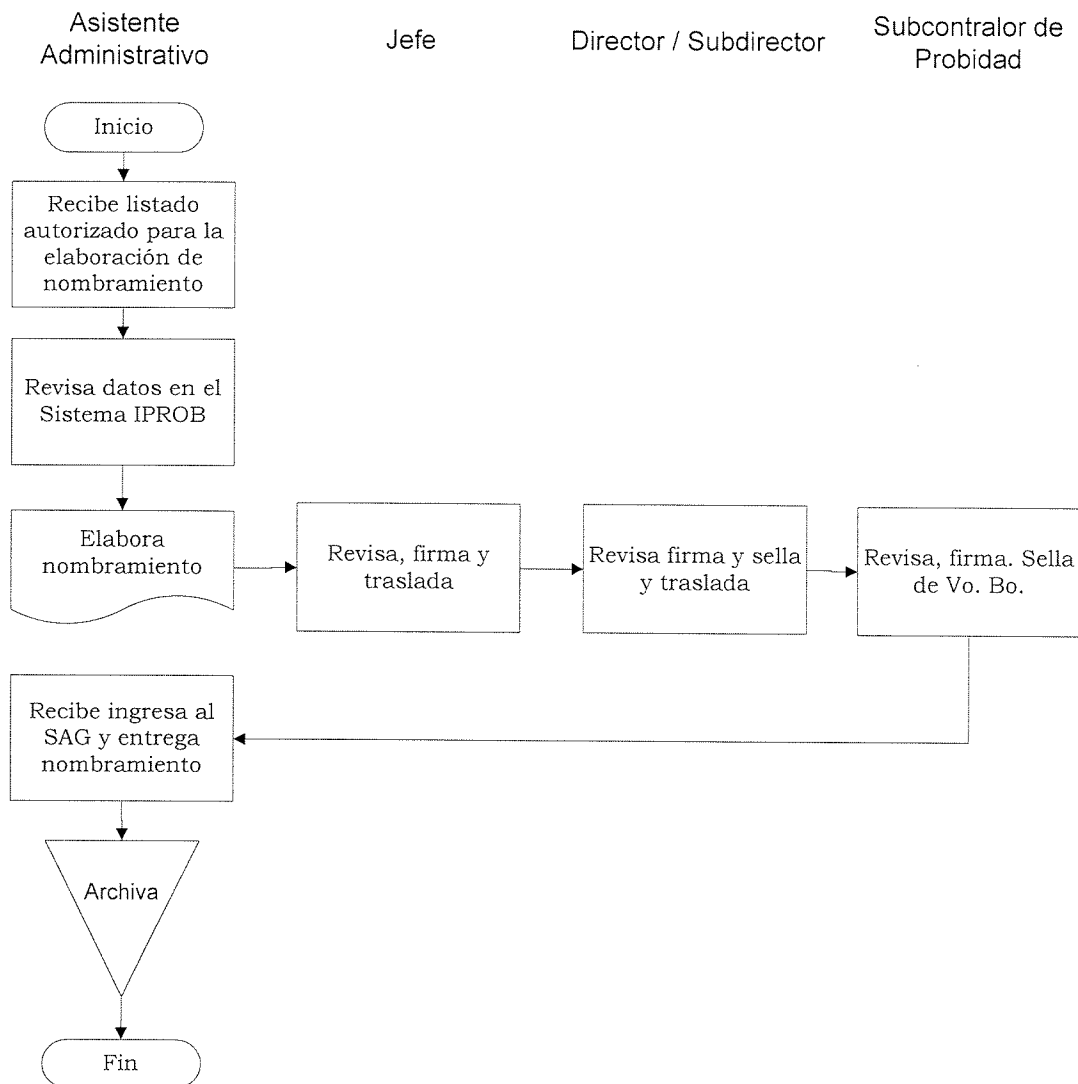 Asistente
Administrativo
Jefe
Director / Subdirector
Subcontralor de
Probidad
Inicio
Recibe listado
autorizado para la
elaboración de
nombramiento
Revisa datos en el
Sistema IPROB
Elabora
nombramiento
Revisa, firma y
traslada
Revisa firma y sella
y traslada
Revisa, firma. Sella
de Vo. Bo.
Recibe ingresa al
SAG y entrega
nombramiento
Archiva
Fin